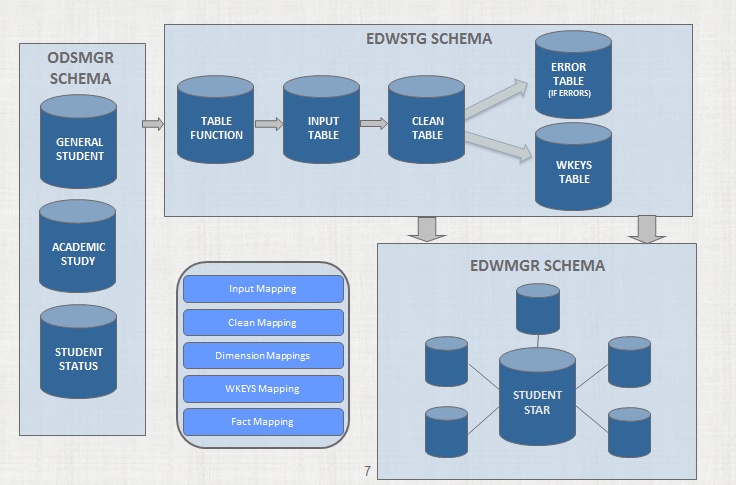 ODSMGR
SCHEMA
GENERAL
STUDENT
ACADEMIC
STUDY
STUDENT
STATUS
EDWSTG SCHEMA
TABLE
FUNCTION
INPUT
TABLE
CLEAN
TABLE
ERROR
TABLE
(IF ERRORS)
WKEYS
TABLE
Input Mapping
Clean Mapping
Dimension Mappings
WKEYS Mapping
Fact Mapping
EDWMGR SCHEMA
STUDENT
STAR
7